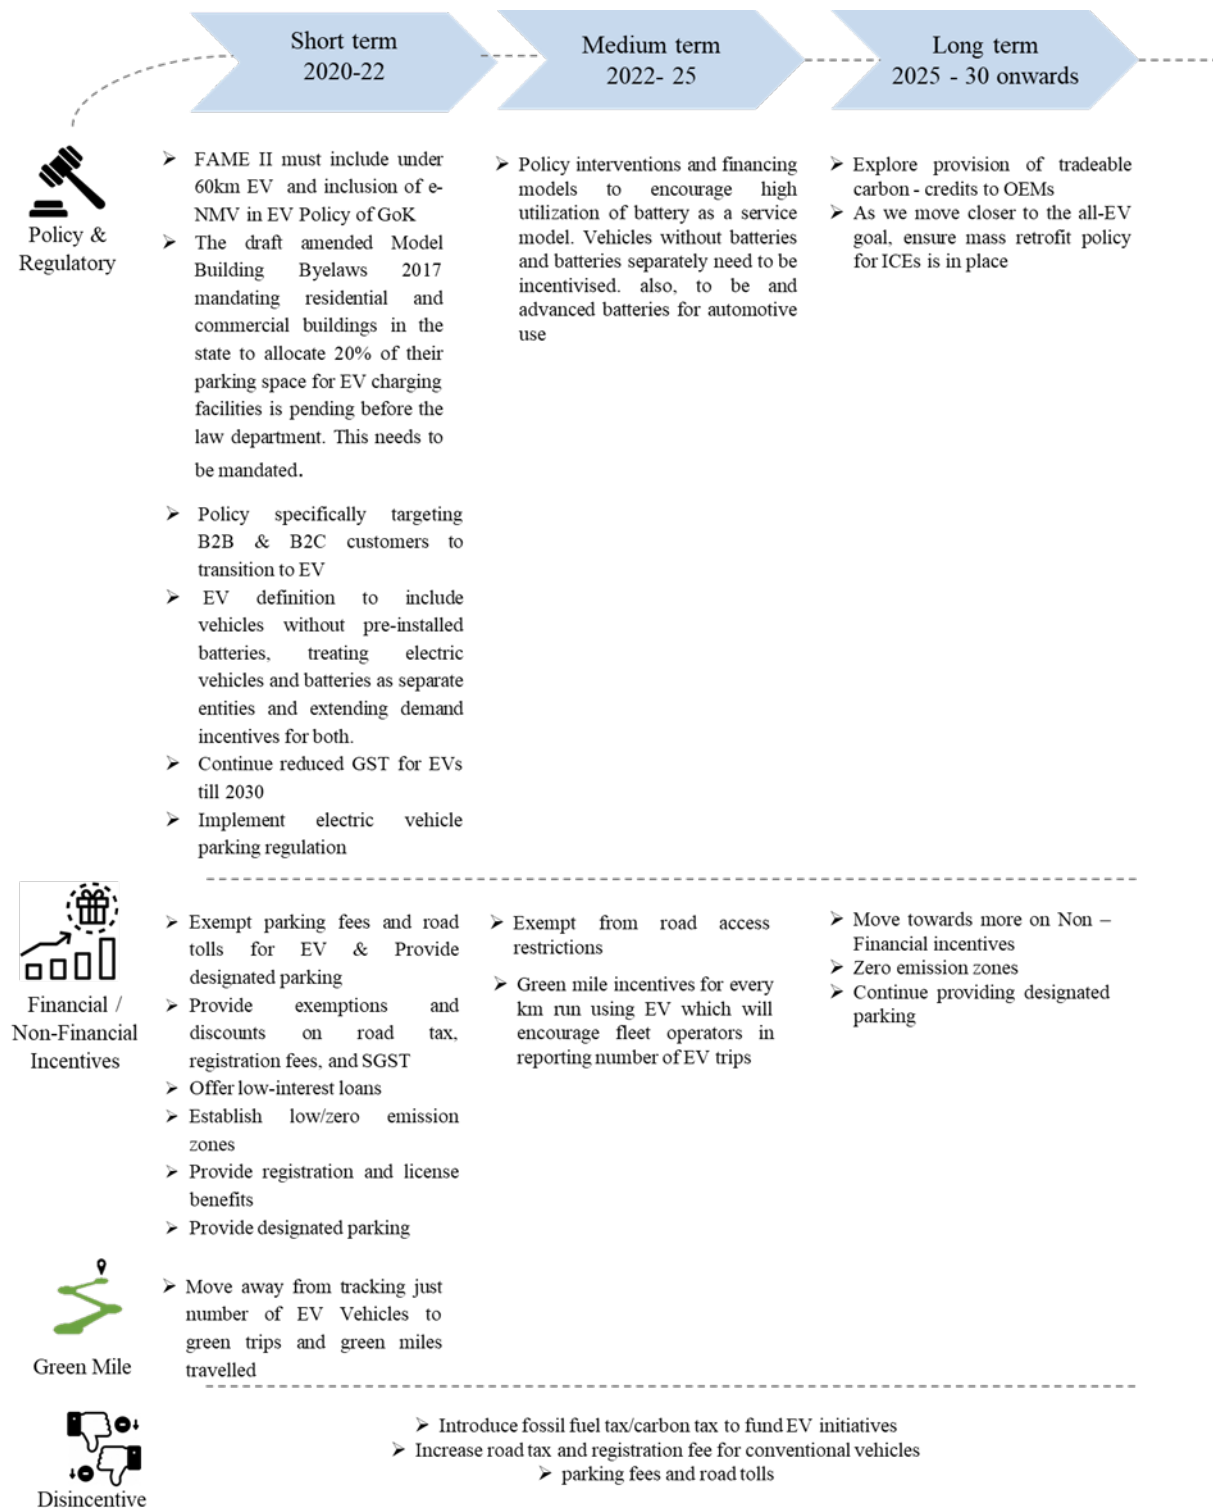 Short term
2020-22
Medium term
2022- 25
Long term
2025 - 30 onwards
Policy &
Regulatory
➢ FAME II must include under
60km EV and inclusion of e-
NMV in EV Policy of GoK
➢ The draft amended Model
Building Byelaws 2017
mandating residential and
commercial buildings in the
state to allocate 20% of their
parking space for EV charging
facilities is pending before the
law department. This needs to
be mandated.
➢ Policy specifically targeting
B2B & B2C customers to
transition to EV
➢ EV definition to include
vehicles without pre-installed
batteries, treating electric
vehicles and batteries as separate
entities and extending demand
incentives for both.
➢ Continue reduced GST for EVs
till 2030
➢ Implement electric vehicle
parking regulation
➢ Policy interventions and financing
models to encourage high
utilization of battery as a service
model. Vehicles without batteries
and batteries separately need to be
incentivised. also, to be and
advanced batteries for automotive
use
➢ Explore provision of tradeable
carbon - credits to OEMs
➢ As we move closer to the all-EV
goal, ensure mass retrofit policy
for ICEs is in place
Financial /
Non-Financial
Incentives
➢ Exempt parking fees and road
tolls for EV & Provide
designated parking
➢ Provide exemptions and
discounts on road tax,
registration fees, and SGST
➢ Offer low-interest loans
➢ Establish low/zero emission
zones
➢ Provide registration and license
benefits
➢ Provide designated parking
➢ Exempt from road access
restrictions
➢ Green mile incentives for every
km run using EV which will
encourage fleet operators in
reporting number of EV trips
➢ Move towards more on Non –
Financial incentives
➢ Zero emission zones
➢ Continue providing designated
parking
Green Mile
➢ Move away from tracking just
number of EV Vehicles to
green trips and green miles
travelled
Disincentive
➢ Introduce fossil fuel tax/carbon tax to fund EV initiatives
➢ Increase road tax and registration fee for conventional vehicles
➢ parking fees and road tolls